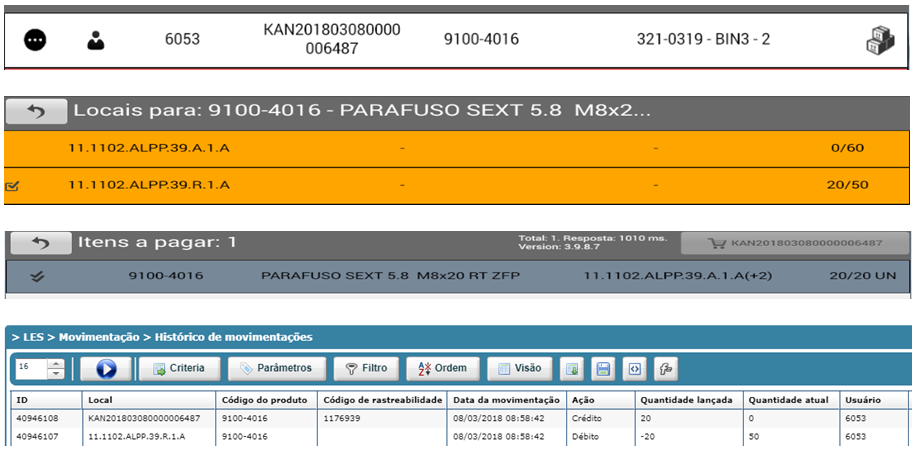 6053 KAN201803080000 9100-4016 321-0319 - BIN3 - 2
006487
Locais para: 9100-4016 - PARAFUSO SEXT 5.8 M8x2...
11.1102.ALPP.39.A.1.A - - 0/60
11.1102.ALPP.39.R.1.A - - 20/50
Itens a pagar: 1 Total: 1. Resposta: 1010 ms. KAN201803080000006487
Version: 3.9.8.7
9100-4016 PARAFUSO SEXT 5.8 M8x20 RT ZFP 11.1102.ALPP.39.A.1.A(+2) 20/20 UN
> LES > Movimentação > Histórico de movimentações
16 Criteria Parâmetros Filtro Ordem Visão
ID Local Código do produto Código de rastreabilidade Data da movimentação Ação Quantidade lançada Quantidade atual Usuário
40946108 KAN201803080000006487 9100-4016 1176939 08/03/2018 08:58:42 Crédito 20 0 6053
40946107 11.1102.ALPP.39.R.1.A 9100-4016 08/03/2018 08:58:42 Débito -20 50 6053